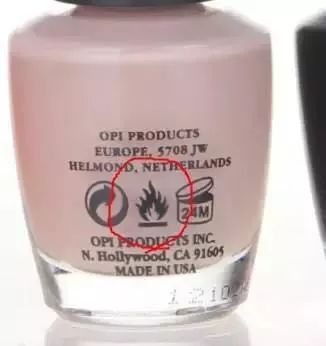 OPI PRODUCTS
EUROPE, 5708 JW
HELMOND, NETHERLANDS
24M
OPI PRODUCTS INC.
N. Hollywood, CA 91605
MADE IN USA